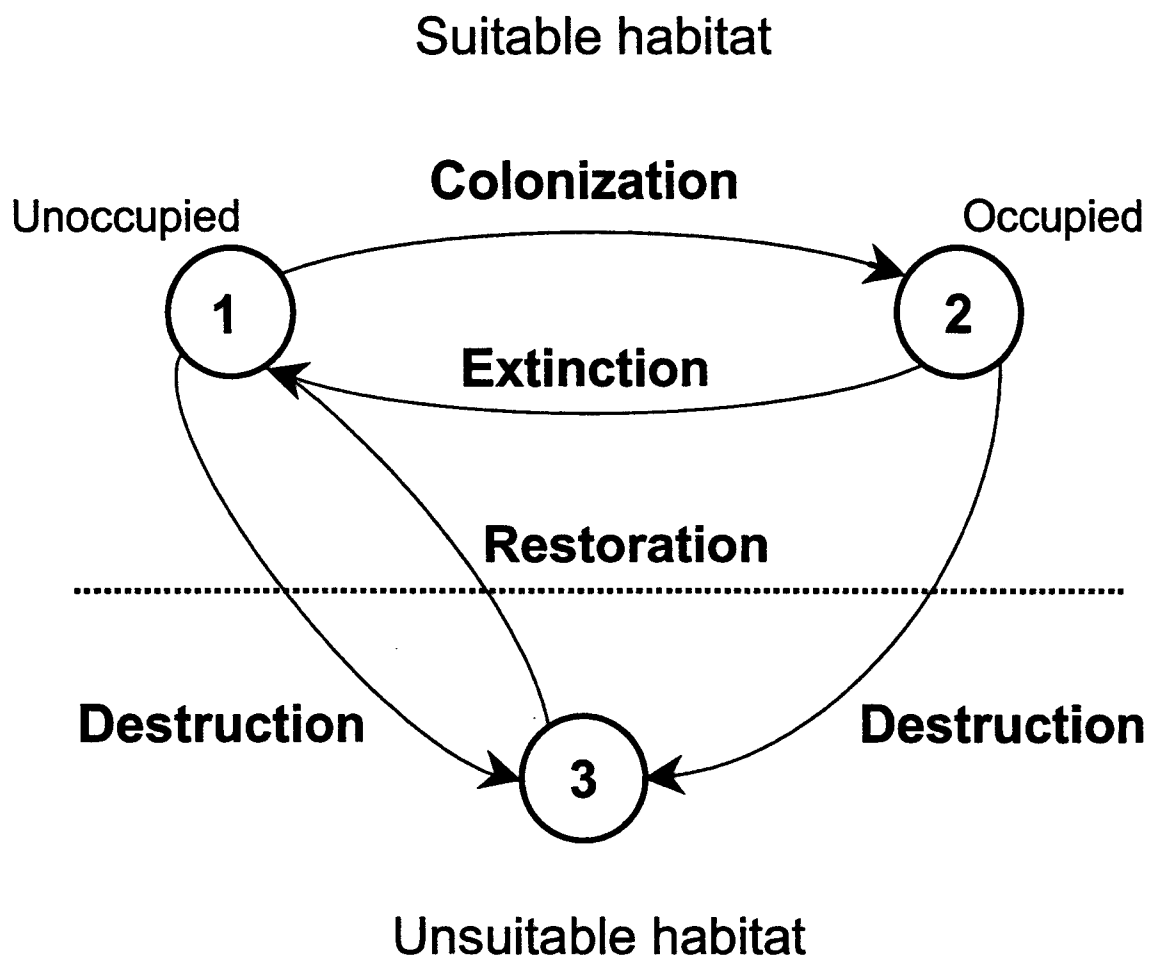 Suitable habitat
Colonization
Unoccupied
Occupied
1
2
Extinction
Restoration
Destruction
Destruction
3
Unsuitable habitat